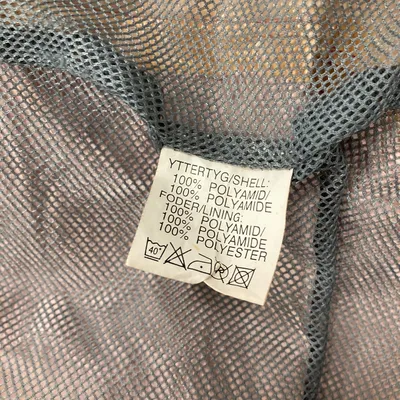 YTTERTYG/SHELL:
100% POLYAMID/
100% POLYAMIDE
FODER/LINING:
100% POLYAMID/
100% POLYAMIDE
100% POLYESTER
40°